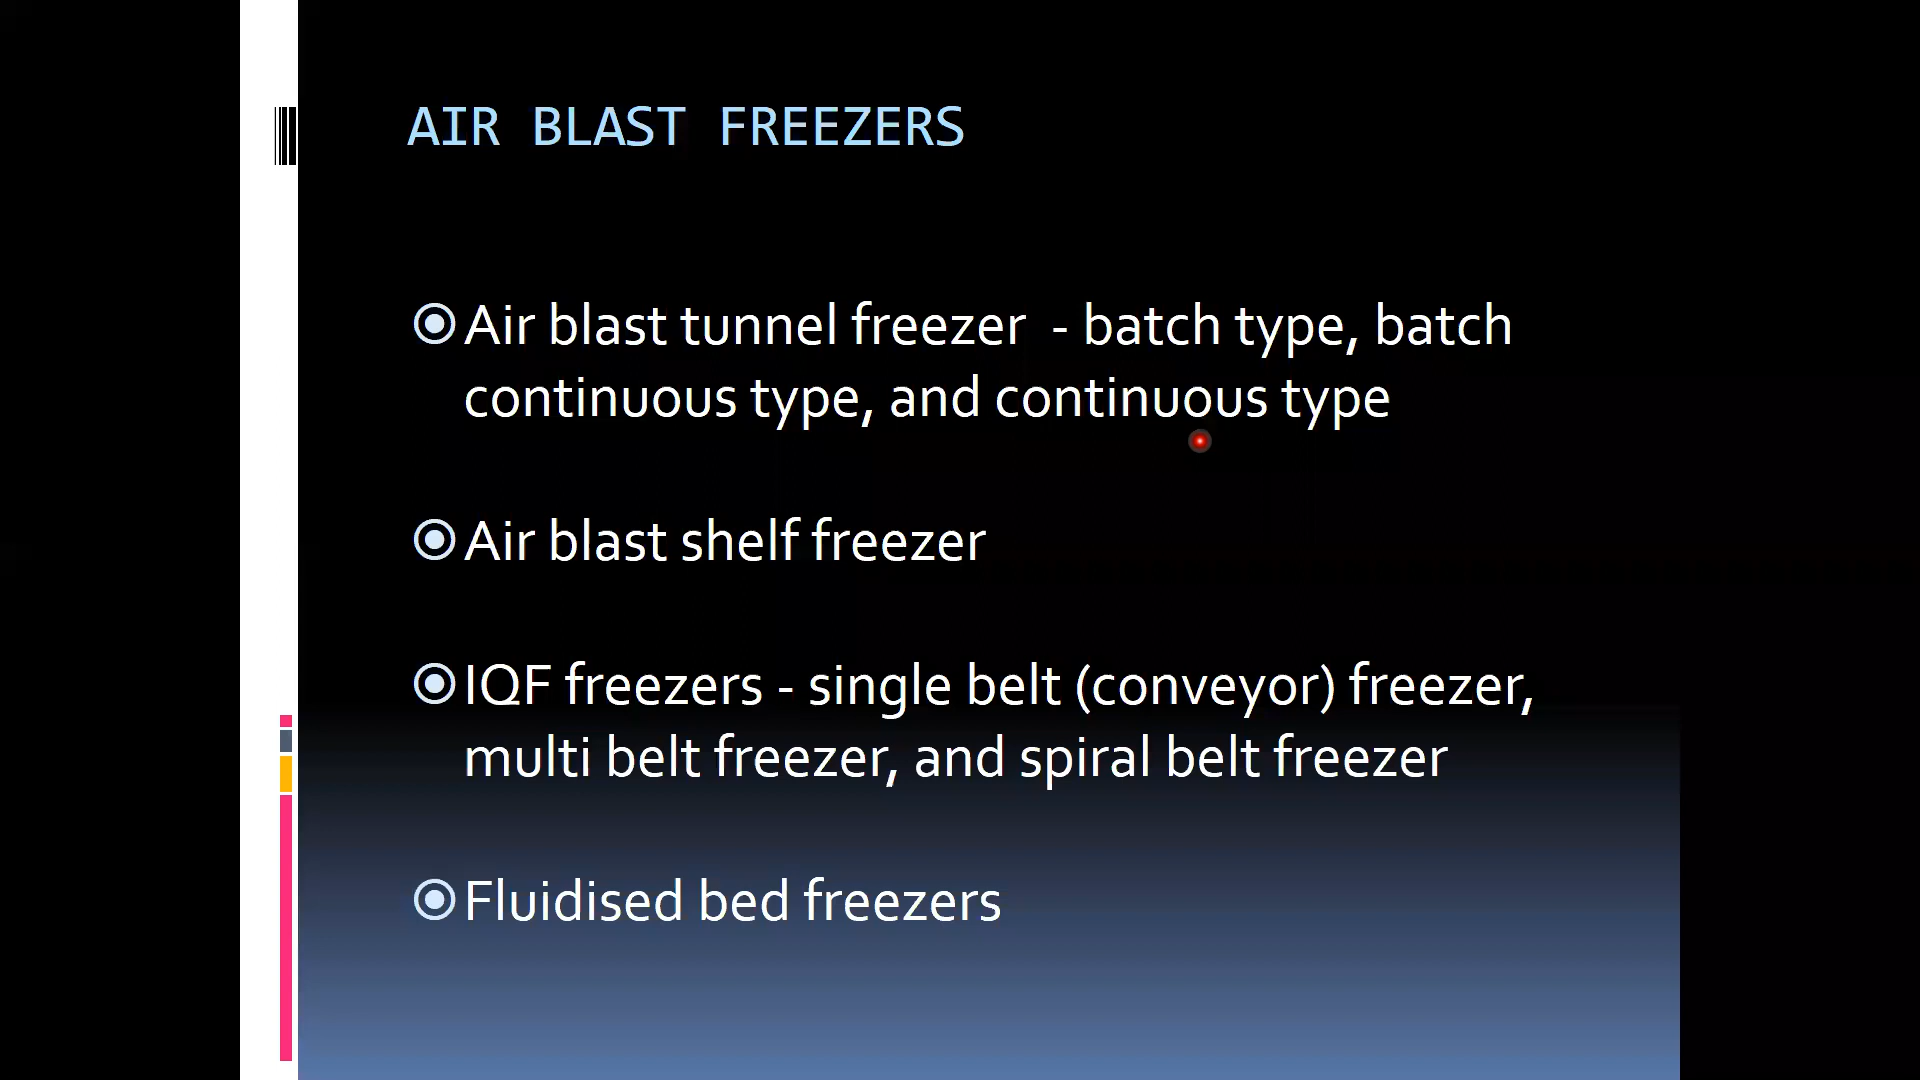 AIR BLAST FREEZERS
Air blast tunnel freezer - batch type, batch
continuous type, and continuous type
Air blast shelf freezer
IQF freezers - single belt (conveyor) freezer,
multi belt freezer, and spiral belt freezer
Fluidised bed freezers